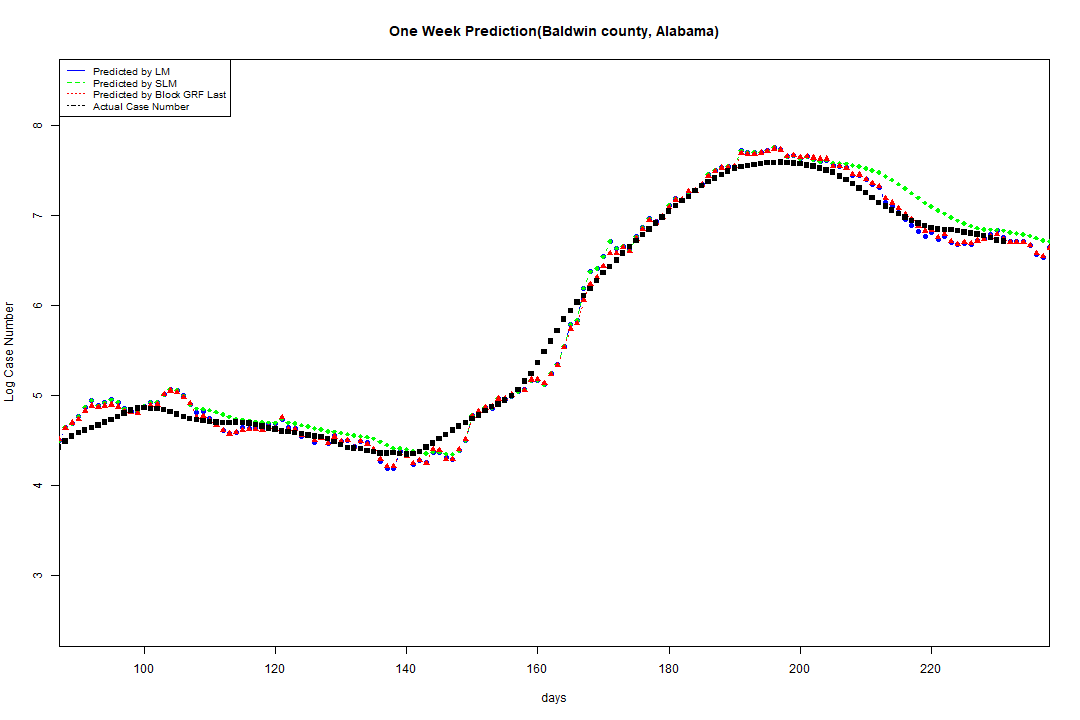 One Week Prediction(Baldwin county, Alabama)
Predicted by LM
Predicted by SLM
Predicted by Block GRF Last
Actual Case Number
8
7
6
5
4
3
Log Case Number
100 120 140 160 180 200 220
days